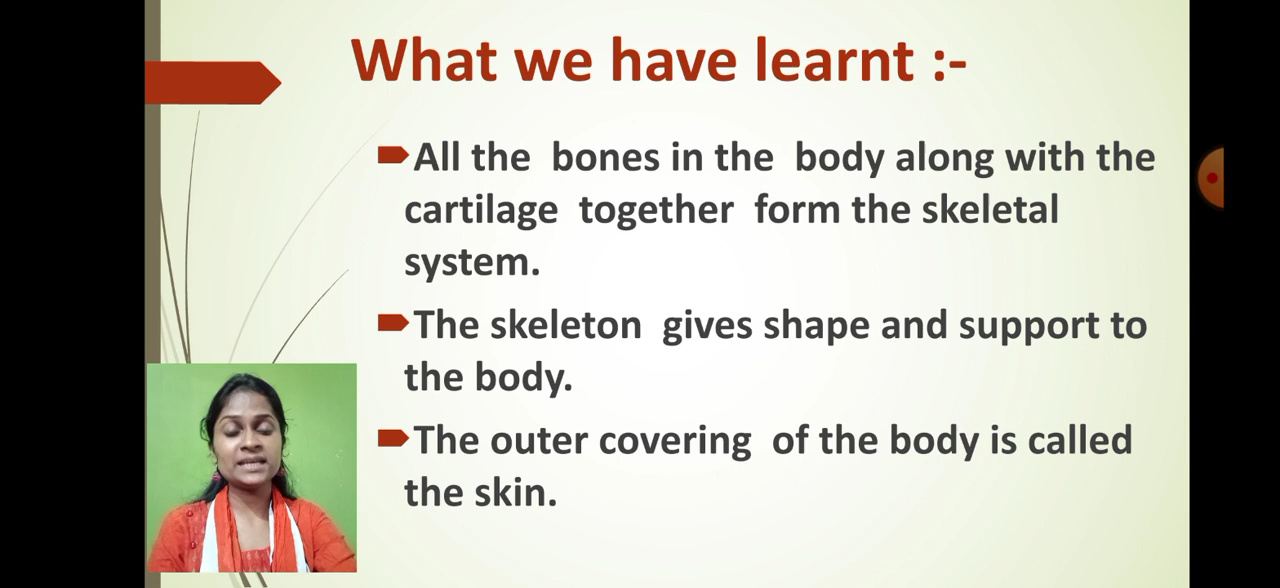 What we have learnt :-
All the bones in the body along with the
cartilage together form the skeletal
system.
The skeleton gives shape and support to
the body.
The outer covering of the body is called
the skin.